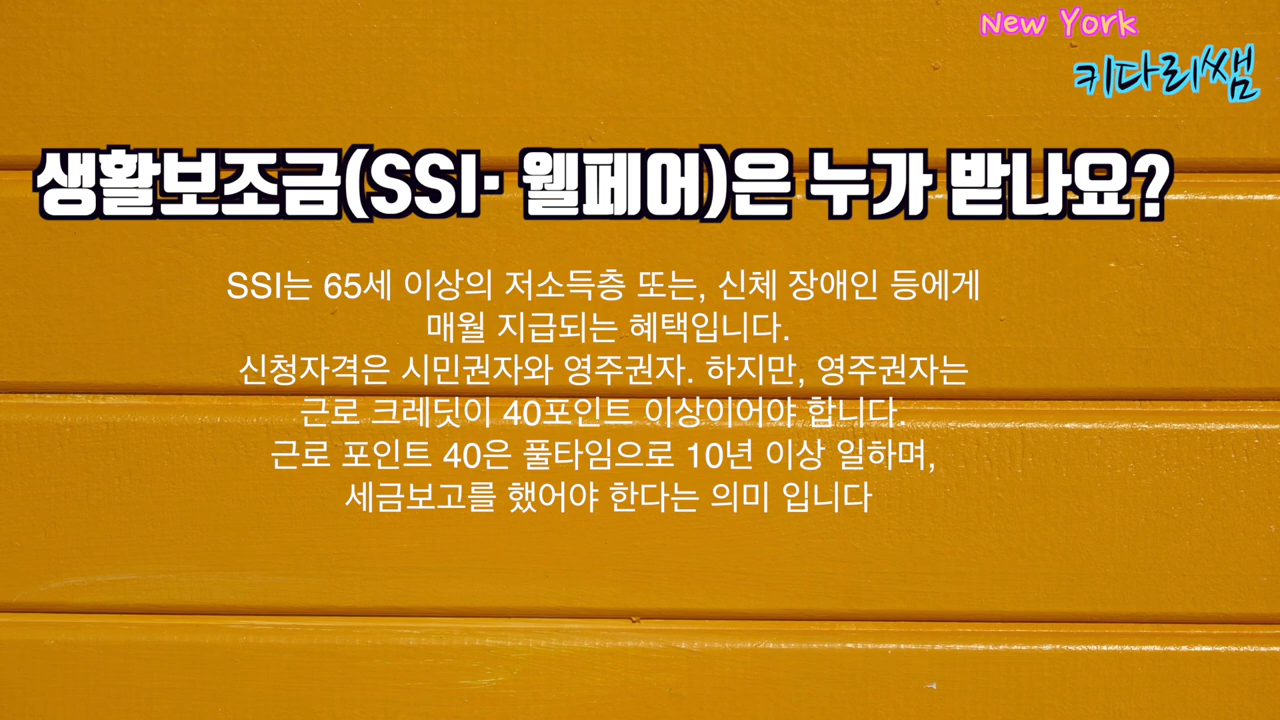 New York
키다리쌤
생활보조금(SSI· 웰페어)은 누가 받나요?
SSI는 65세 이상의 저소득층 또는, 신체 장애인 등에게
매월 지급되는 혜택입니다.
신청자격은 시민권자와 영주권자. 하지만, 영주권자는
근로 크레딧이 40포인트 이상이어야 합니다.
근로 포인트 40은 풀타임으로 10년 이상 일하며,
세금보고를 했어야 한다는 의미 입니다